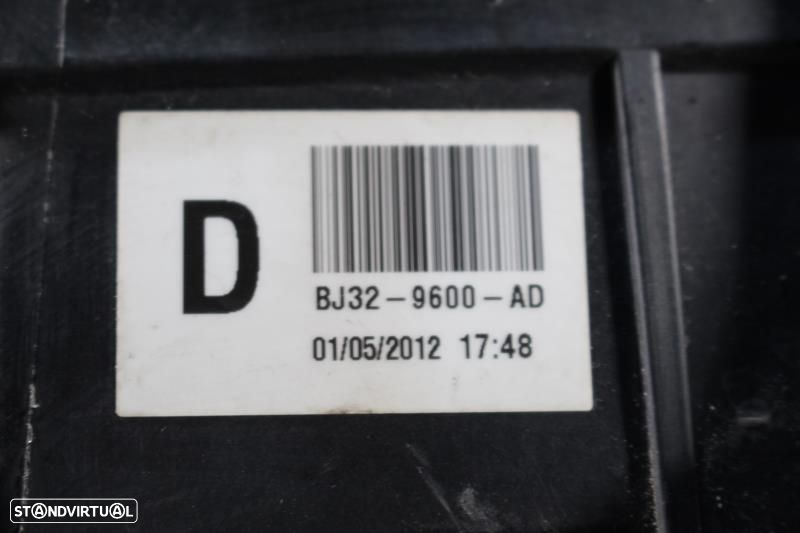 D
BJ32-9600-AD
01/05/2012 17:48
STANDVIRTUAL